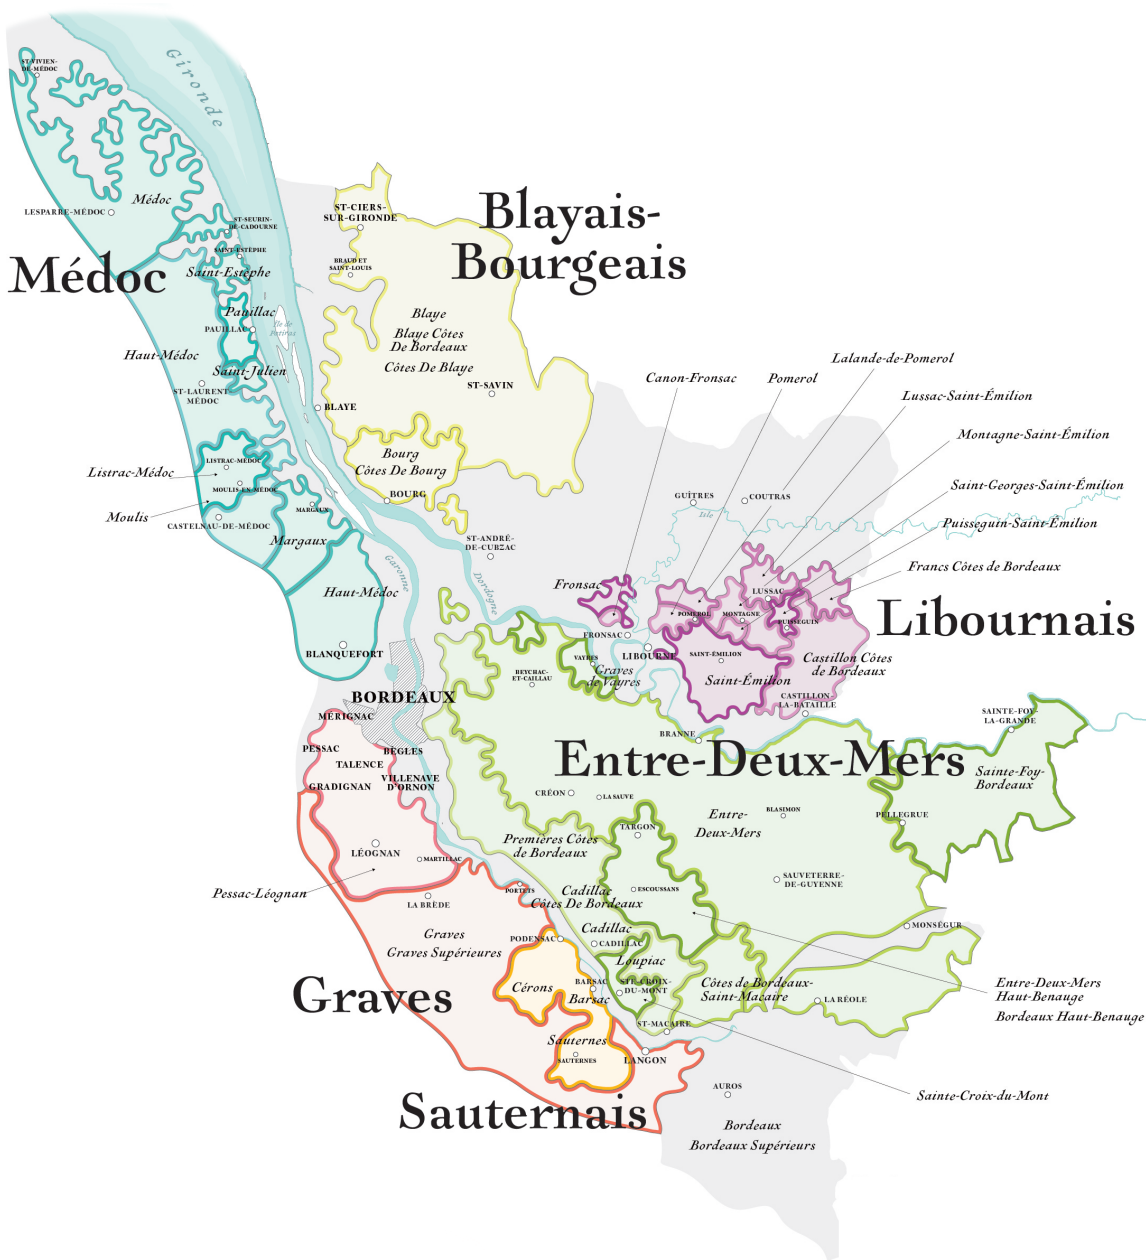 Gironde
ST-VIVIEN-
DE-MÉDOC
Médoc
LESPARRE-MÉDOC
ST-SEURIN-
DE-CADOURNE
SAINT-ESTÈPHE
Saint-Estèphe
Médoc
Pauillac
PAUILLAC
Île de
Patiras
Haut-Médoc
Saint-Julien
ST-LAURENT-
MÉDOC
LISTRAC-MÉDOC
Listrac-Médoc
MOULIS-EN-MÉDOC
Moulis
MARGAUX
CASTELNAU-DE-MÉDOC
Margaux
Haut-Médoc
BLANQUEFORT
Garonne
Dordogne
ST-CIERS-
SUR-GIRONDE
Blayais-
Bourgeais
BRAUD ET
SAINT-LOUIS
Blaye
Blaye Côtes
De Bordeaux
Côtes De Blaye
ST-SAVIN
BLAYE
Bourg
Côtes De Bourg
BOURG
ST-ANDRÉ-
DE-CUBZAC
Lalande-de-Pomerol
Canon-Fronsac
Pomerol
Lussac-Saint-Émilion
Montagne-Saint-Émilion
Saint-Georges-Saint-Émilion
Puisseguin-Saint-Émilion
Francs Côtes de Bordeaux
GUÎTRES
COUTRAS
Isle
Fronsac
LUSSAC
POMEROL
MONTAGNE
PUISSEGUIN
Libournais
FRONSAC
LIBOURNE
SAINT-ÉMILION
Saint-Émilion
Castillon Côtes
de Bordeaux
CASTILLON-
LA-BATAILLE
VAYRES
Graves
de Vayres
BEYCHAC-
ET-CAILLAU
BORDEAUX
MÉRIGNAC
PESSAC
BÈGLES
TALENCE
VILLENAVE
D'ORNON
GRADIGNAN
BRANNE
SAINTE-FOY-
LA-GRANDE
Entre-Deux-Mers
Sainte-Foy-
Bordeaux
CRÉON
LA SAUVE
BLASIMON
Entre-
Deux-Mers
PELLEGRUE
TARGON
Premières Côtes
de Bordeaux
LÉOGNAN
MARTILLAC
SAUVETERRE-
DE-GUYENNE
Pessac-Léognan
PORTETS
Cadillac
Côtes De Bordeaux
ESCOUSSANS
LA BRÈDE
MONSÉGUR
Graves
Graves Supérieures
PODENSAC
Cadillac
CADILLAC
Loupiac
Cérons
BARSAC
Barsac
STE-CROIX-
DU-MONT
Côtes de Bordeaux-
Saint-Macaire
LA RÉOLE
Entre-Deux-Mers
Haut-Benauge
Bordeaux Haut-Benauge
Graves
ST-MACAIRE
Sauternes
SAUTERNES
LANGON
Sauternais
AUROS
Sainte-Croix-du-Mont
Bordeaux
Bordeaux Supérieurs